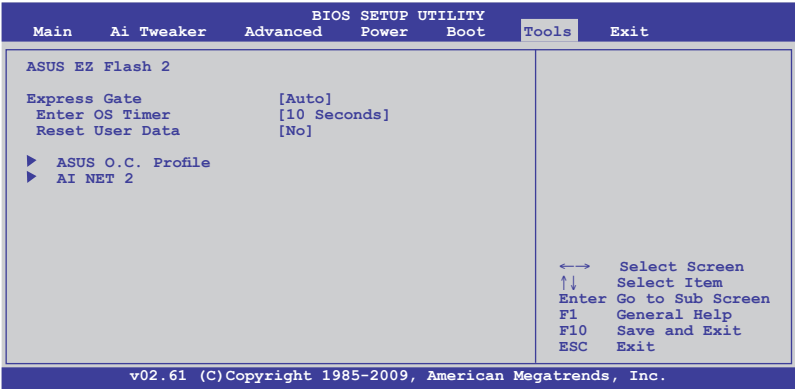 BIOS SETUP UTILITY
Main Ai Tweaker Advanced Power Boot Tools Exit
ASUS EZ Flash 2
Express Gate [Auto]
Enter OS Timer [10 Seconds]
Reset User Data [No]
▶ ASUS O.C. Profile
▶ AI NET 2
←→ Select Screen
↑↓ Select Item
Enter Go to Sub Screen
F1 General Help
F10 Save and Exit
ESC Exit
v02.61 (C)Copyright 1985-2009, American Megatrends, Inc.